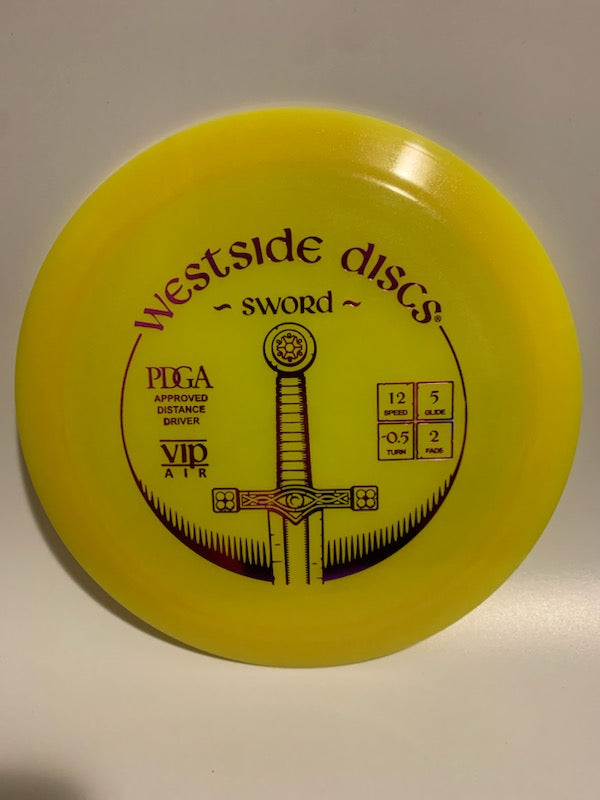 westside discs®
~ sword ~
PDGA
APPROVED
DISTANCE
DRIVER
VIP
AIR
12
SPEED
5
GLIDE
-0.5
TURN
2
FADE